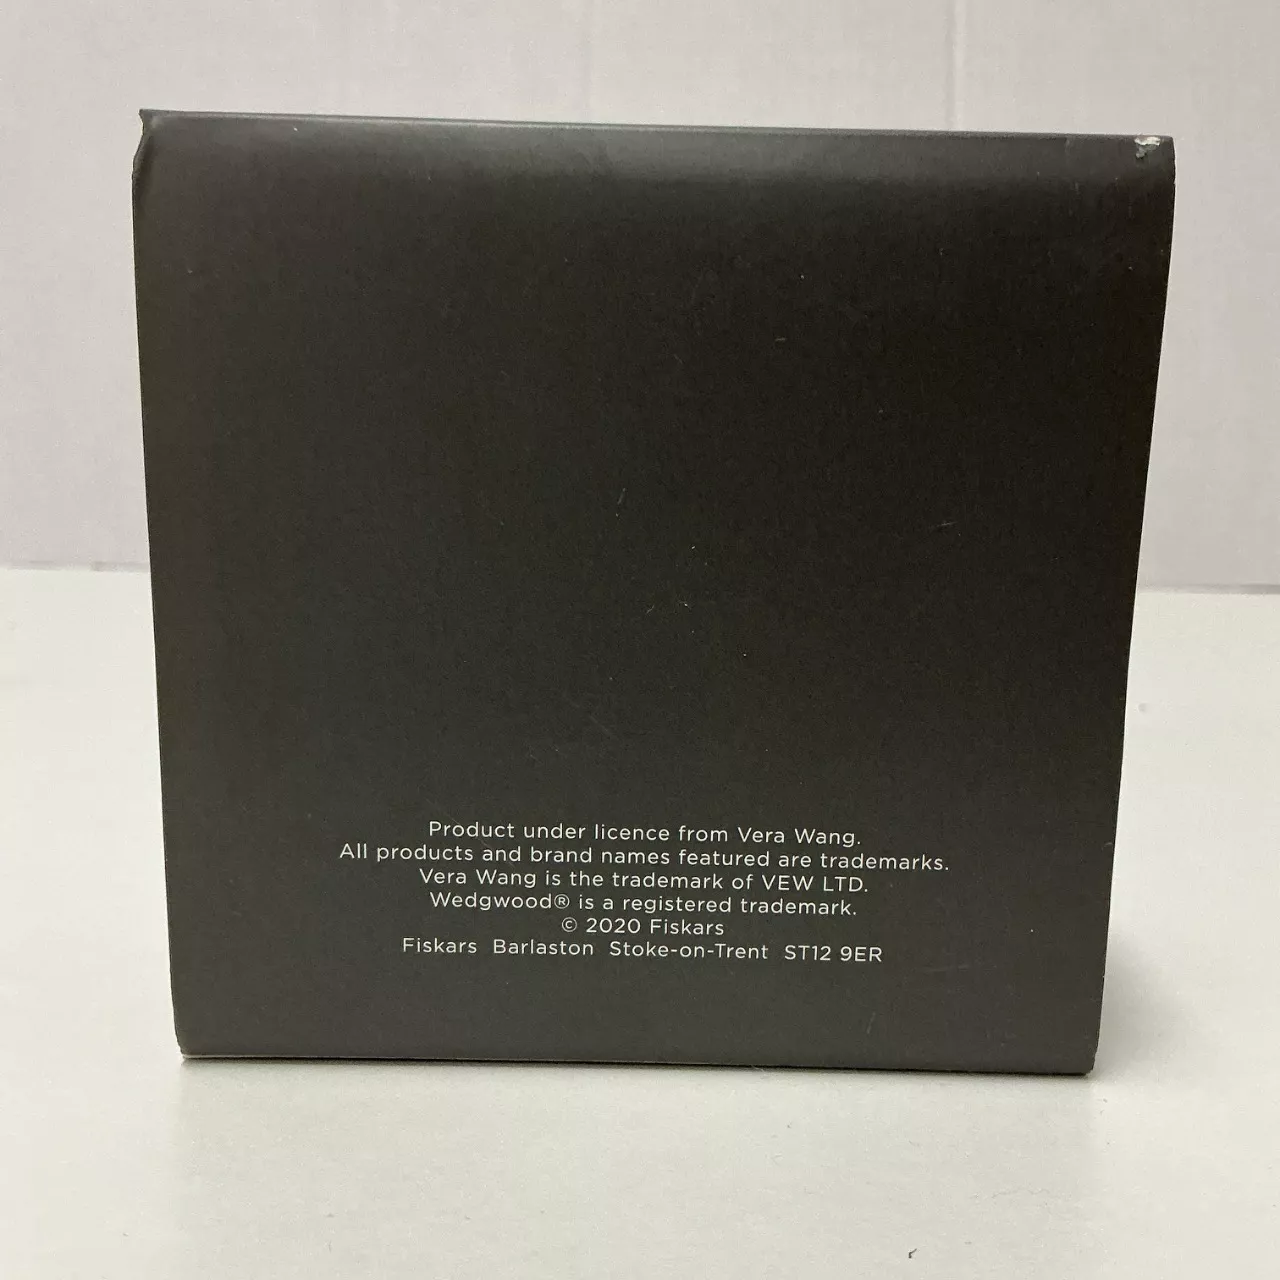 Product under licence from Vera Wang.
All products and brand names featured are trademarks.
Vera Wang is the trademark of VEW LTD.
Wedgwood® is a registered trademark.
© 2020 Fiskars
Fiskars Barlaston Stoke-on-Trent ST12 9ER